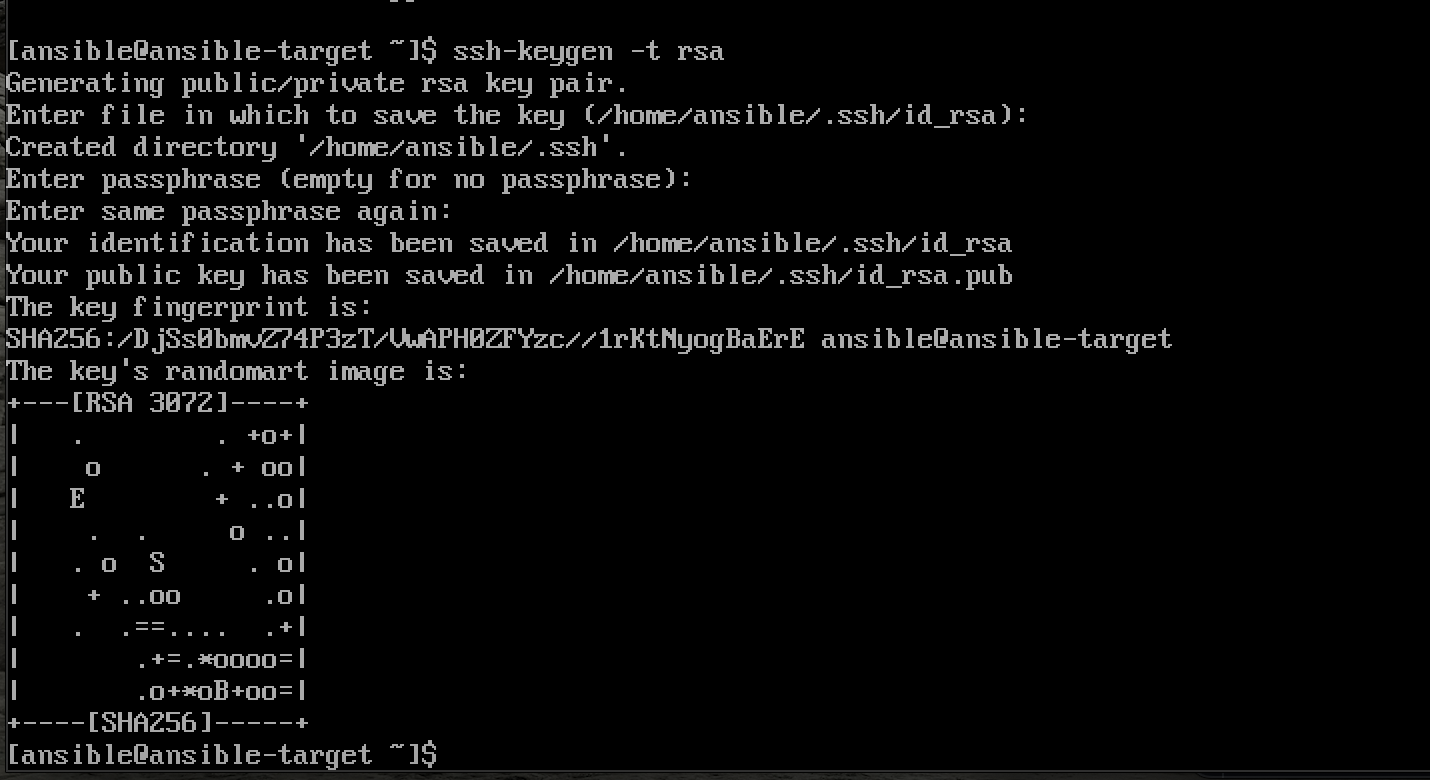 [ansible@ansible-target ~]$ ssh-keygen -t rsa
Generating public/private rsa key pair.
Enter file in which to save the key (/home/ansible/.ssh/id_rsa):
Created directory '/home/ansible/.ssh'.
Enter passphrase (empty for no passphrase):
Enter same passphrase again:
Your identification has been saved in /home/ansible/.ssh/id_rsa
Your public key has been saved in /home/ansible/.ssh/id_rsa.pub
The key fingerprint is:
SHA256:/DjSs0bmvZ74P3zT/VwAPH0ZFYzc//1rKtNyogBaErE ansible@ansible-target
The key's randomart image is:
+---[RSA 3072]----+
|   .        . +o+|
|    o      . + oo|
|   E        + ..o|
|    .  .     o ..|
|   . o  S     . o|
|    + ..oo     .o|
|   .  .==....  .+|
|       .+=.*oooo=|
|       .o+*oB+oo=|
+----[SHA256]-----+
[ansible@ansible-target ~]$